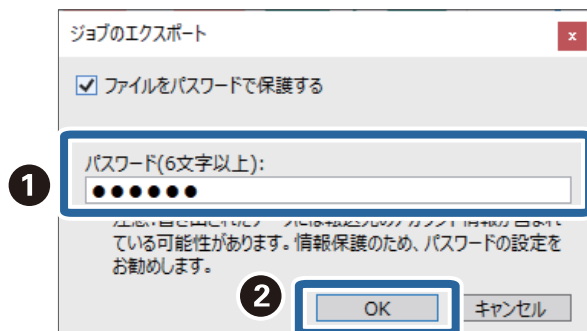 ジョブのエクスポート
x
ファイルをパスワードで保護する
パスワード(6文字以上):
●●●●●●
1
ている可能性があります。情報保護のため、パスワードの設定を
お勧めします。
2
OK
キャンセル